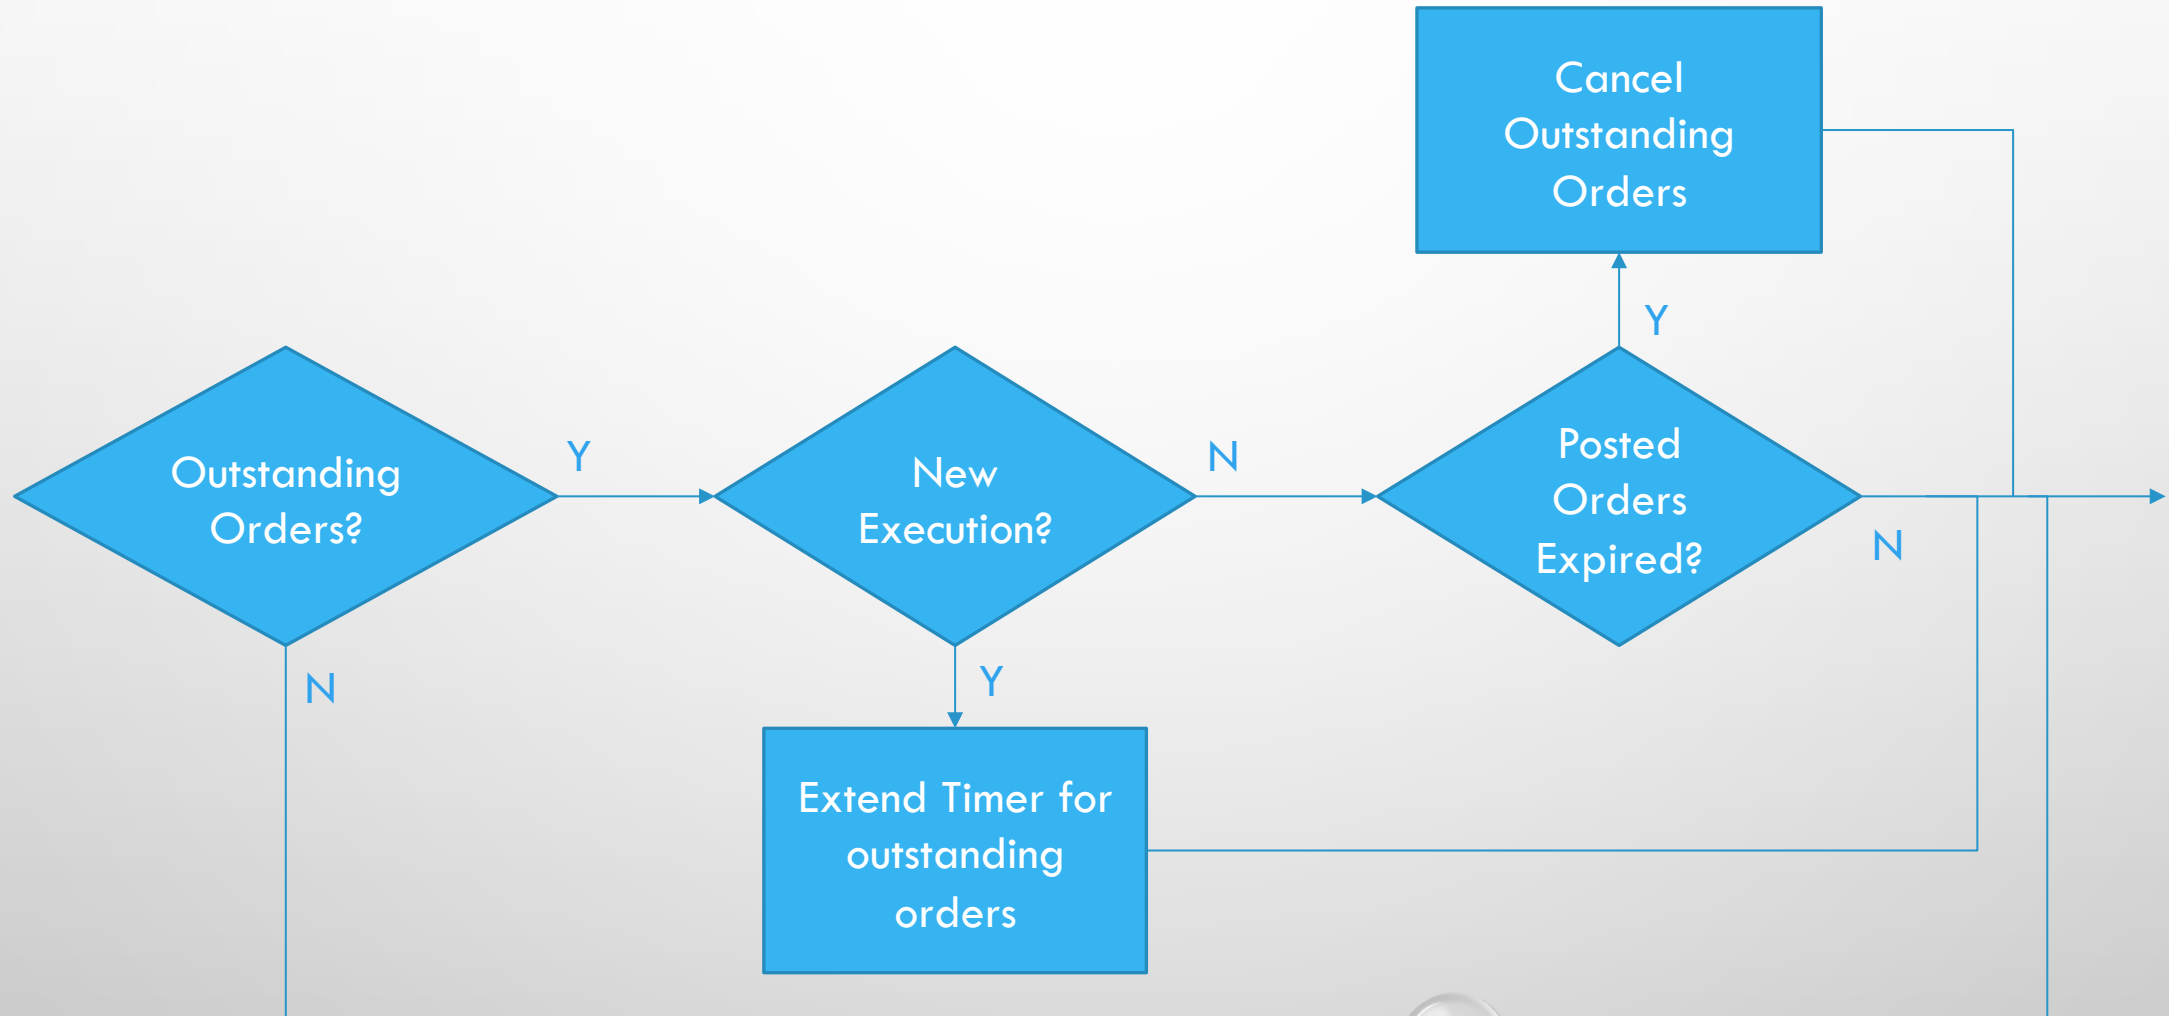 Cancel
Outstanding
Orders
Y
Outstanding
Orders?
Y
New
Execution?
N
Posted
Orders
Expired?
N
N
Y
Extend Timer for
outstanding
orders